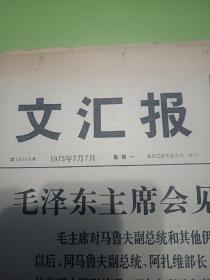 文汇报
1975年7月7日 星期一
毛泽东主席会见
毛主席对马鲁夫副总统和其他伊
以后，同马鲁夫副总统、阿扎维部长